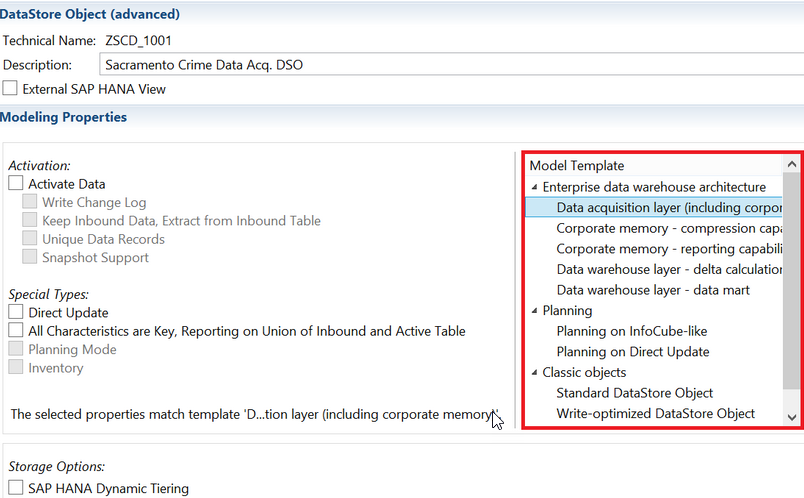 DataStore Object (advanced)
Technical Name: ZSCD_1001
Description: Sacramento Crime Data Acq. DSO
External SAP HANA View
Modeling Properties
Activation:
Activate Data
Write Change Log
Keep Inbound Data, Extract from Inbound Table
Unique Data Records
Snapshot Support
Special Types:
Direct Update
All Characteristics are Key, Reporting on Union of Inbound and Active Table
Planning Mode
Inventory
The selected properties match template 'D...tion layer (including corporate memory)'.
Model Template
Enterprise data warehouse architecture
Data acquisition layer (including corpor
Corporate memory - compression capa
Corporate memory - reporting capabili
Data warehouse layer - delta calculation
Data warehouse layer - data mart
Planning
Planning on InfoCube-like
Planning on Direct Update
Classic objects
Standard DataStore Object
Write-optimized DataStore Object
Storage Options:
SAP HANA Dynamic Tiering